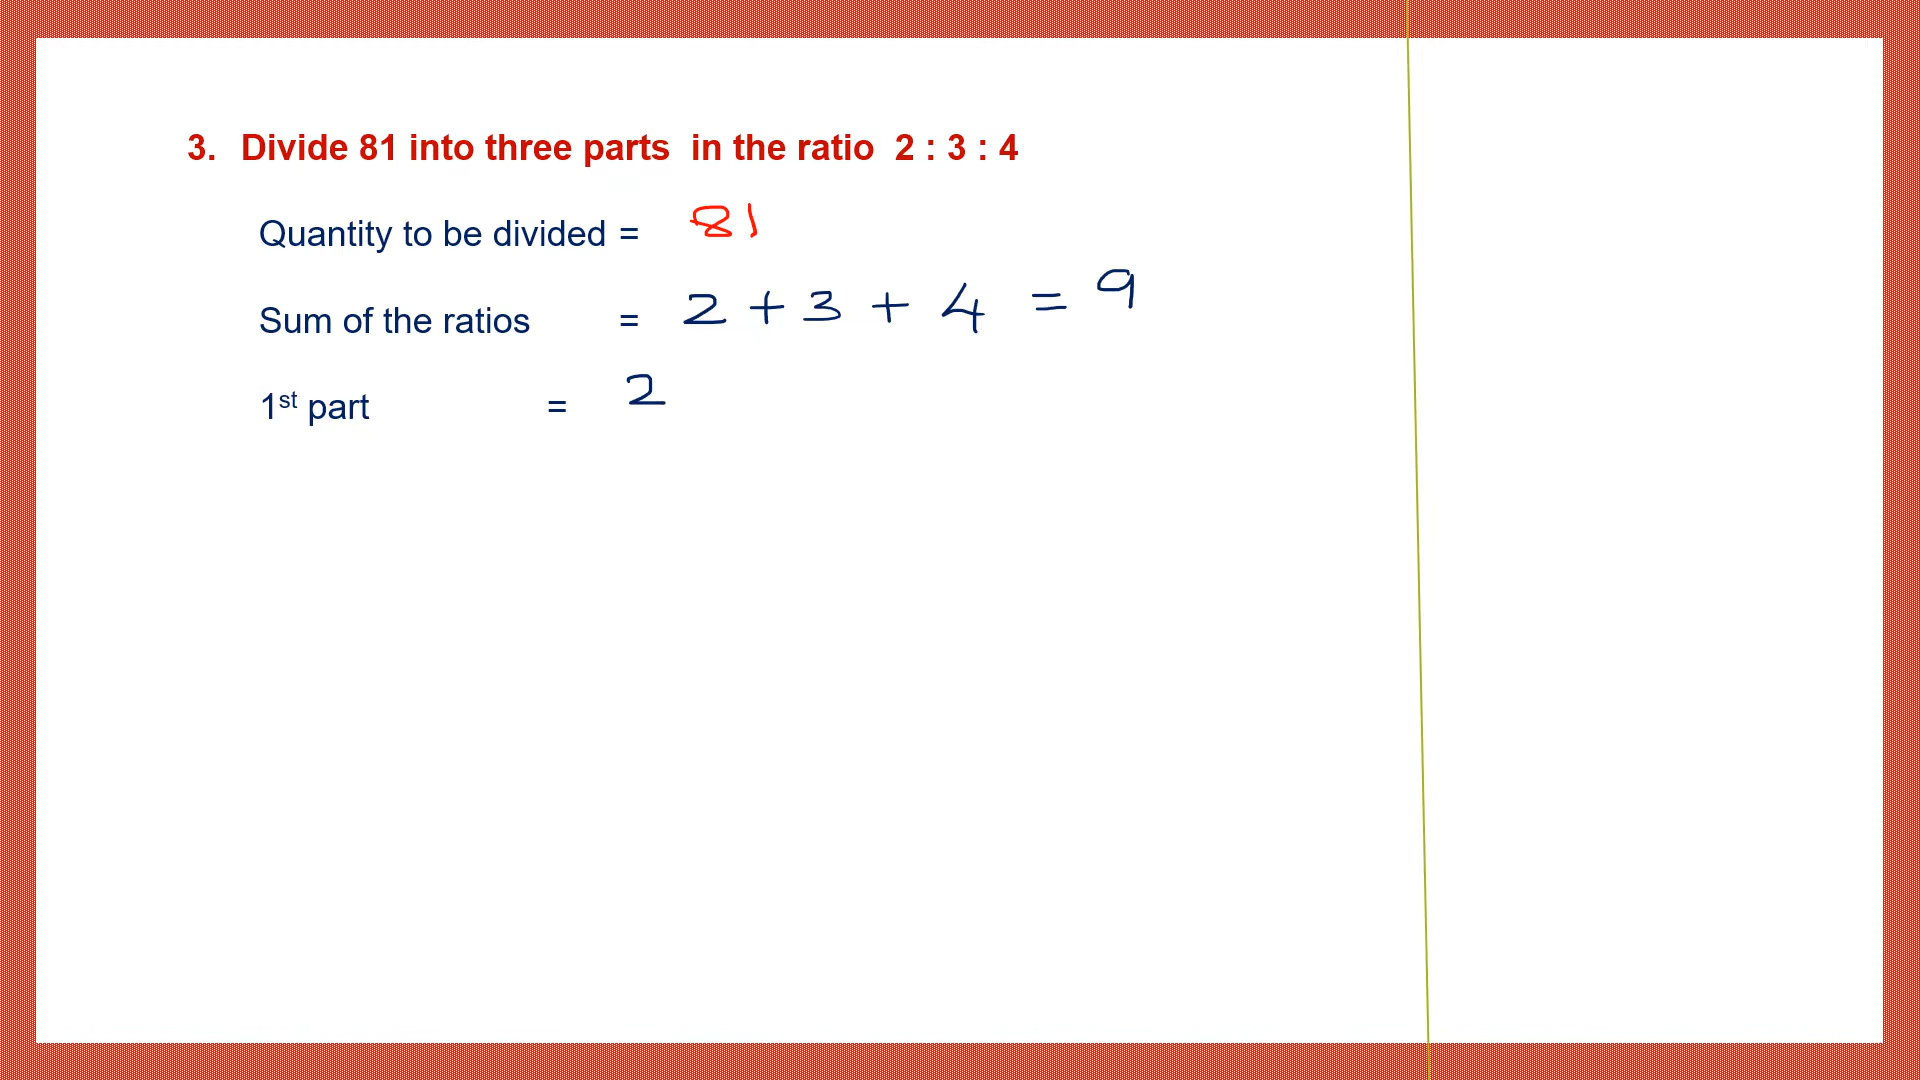 3. Divide 81 into three parts in the ratio 2 : 3 : 4
Quantity to be divided = 81
Sum of the ratios = 2 + 3 + 4 = 9
1st part = 2